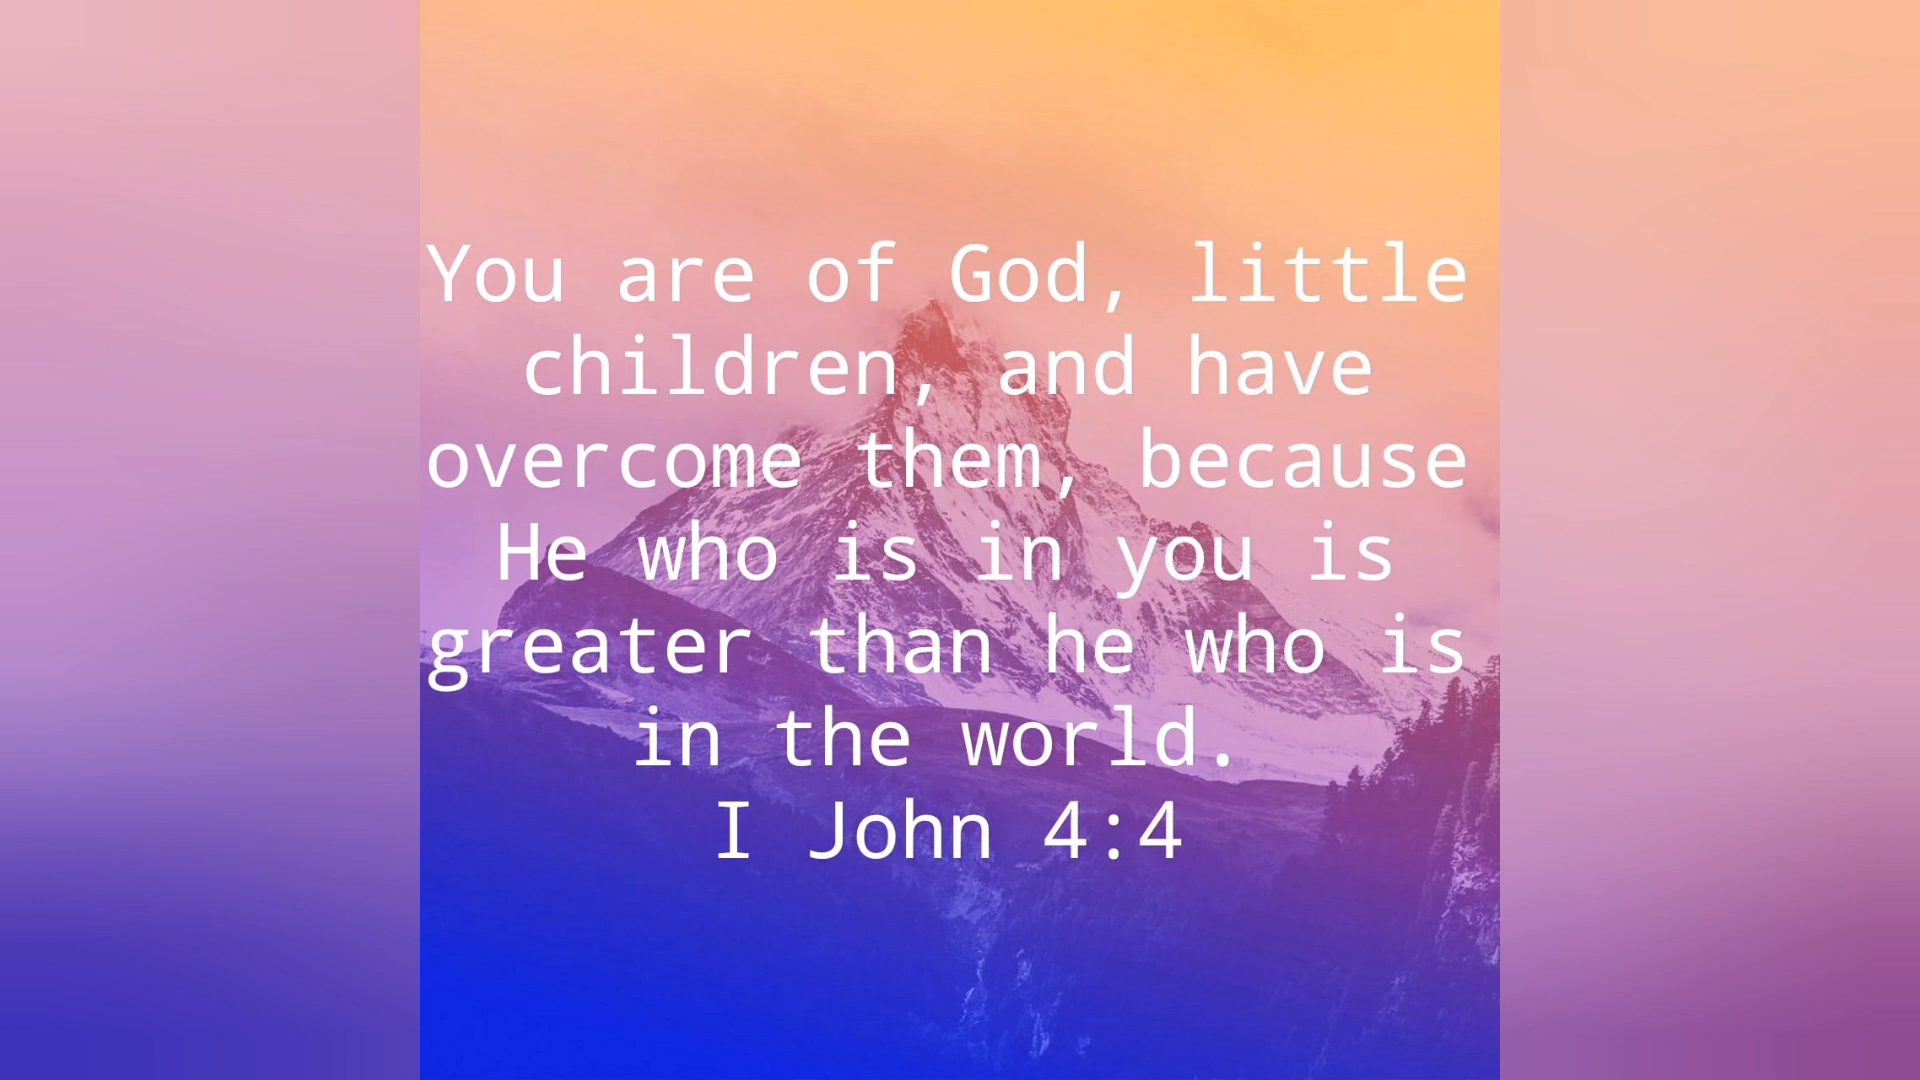 You are of God, little
children, and have
overcome them, because
He who is in you is
greater than he who is
in the world.
I John 4:4